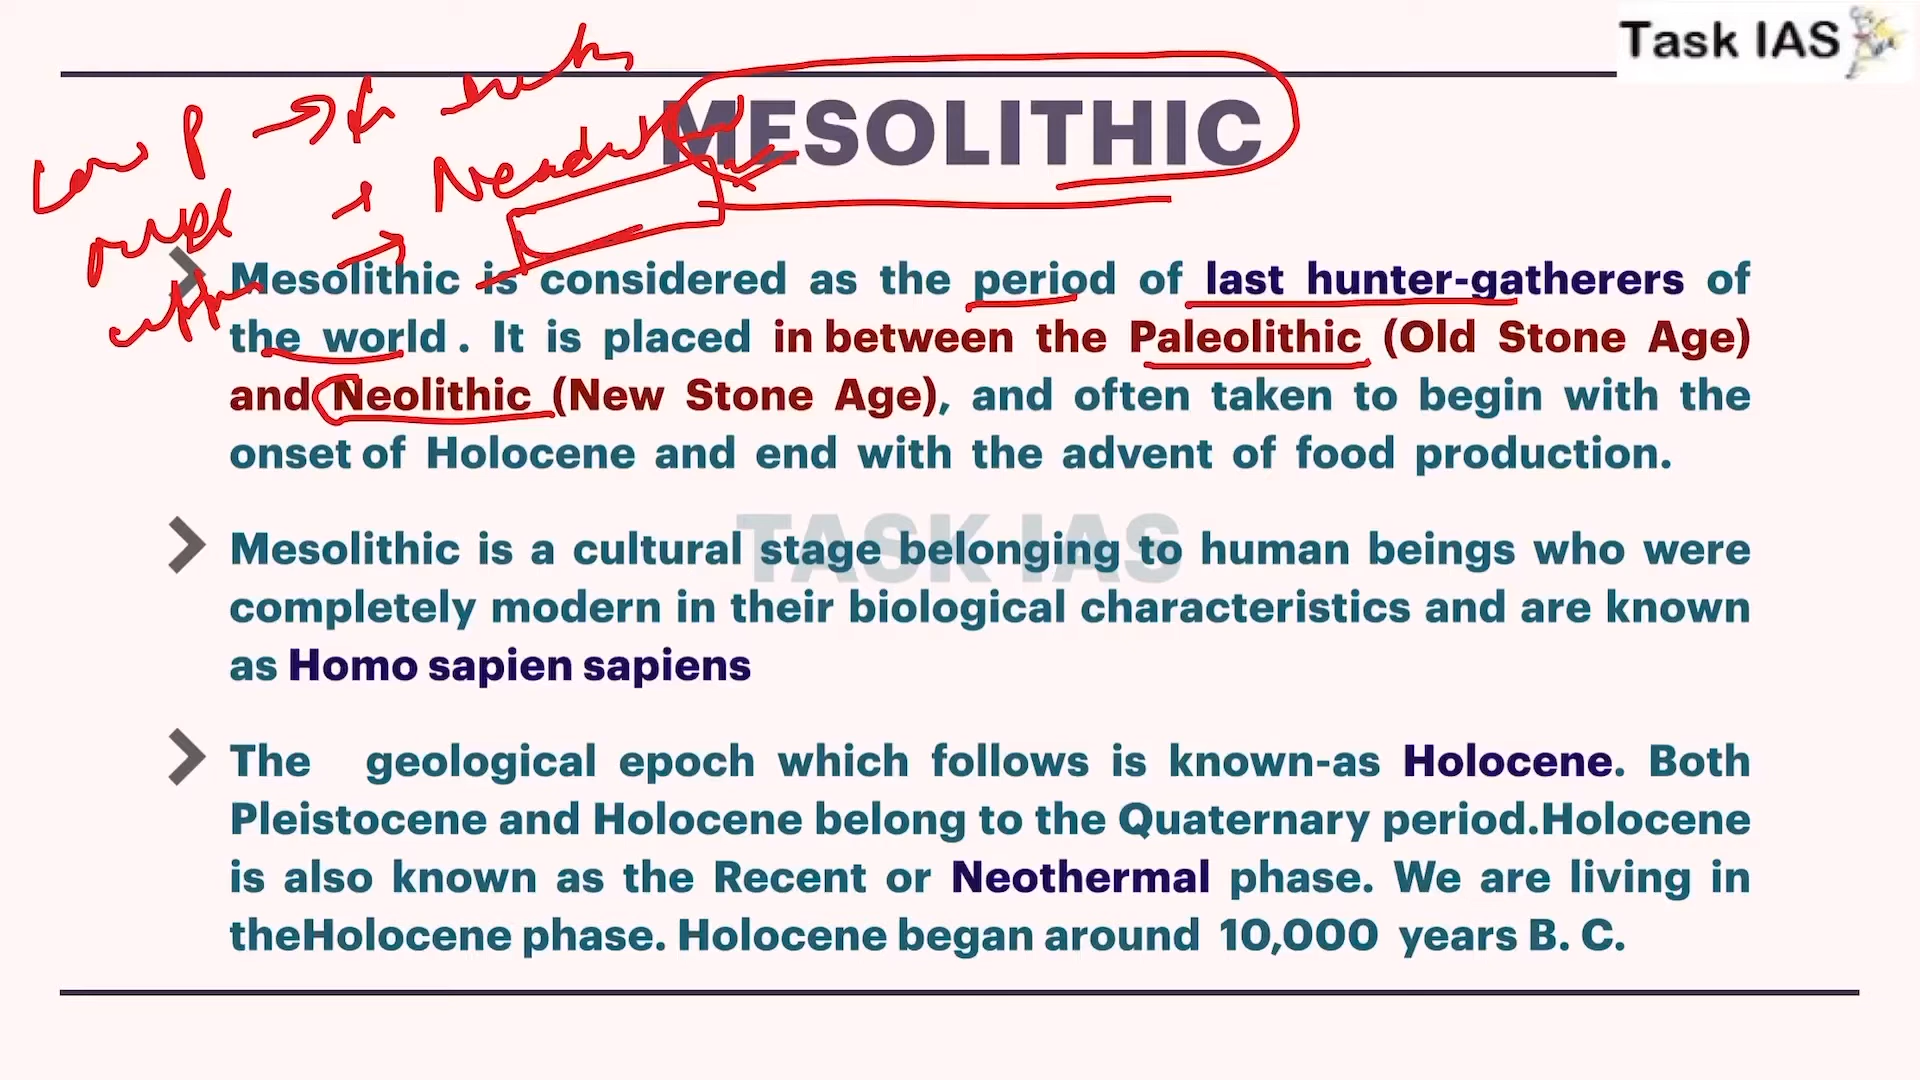 Task IAS
MESOLITHIC
Low P
Mesolithic is considered as the period of last hunter-gatherers of
the world . It is placed in between the Paleolithic (Old Stone Age)
and Neolithic (New Stone Age), and often taken to begin with the
onset of Holocene and end with the advent of food production.
TASK IAS
Mesolithic is a cultural stage belonging to human beings who were
completely modern in their biological characteristics and are known
as Homo sapien sapiens
The geological epoch which follows is known-as Holocene. Both
Pleistocene and Holocene belong to the Quaternary period.Holocene
is also known as the Recent or Neothermal phase. We are living in
theHolocene phase. Holocene began around 10,000 years B. C.